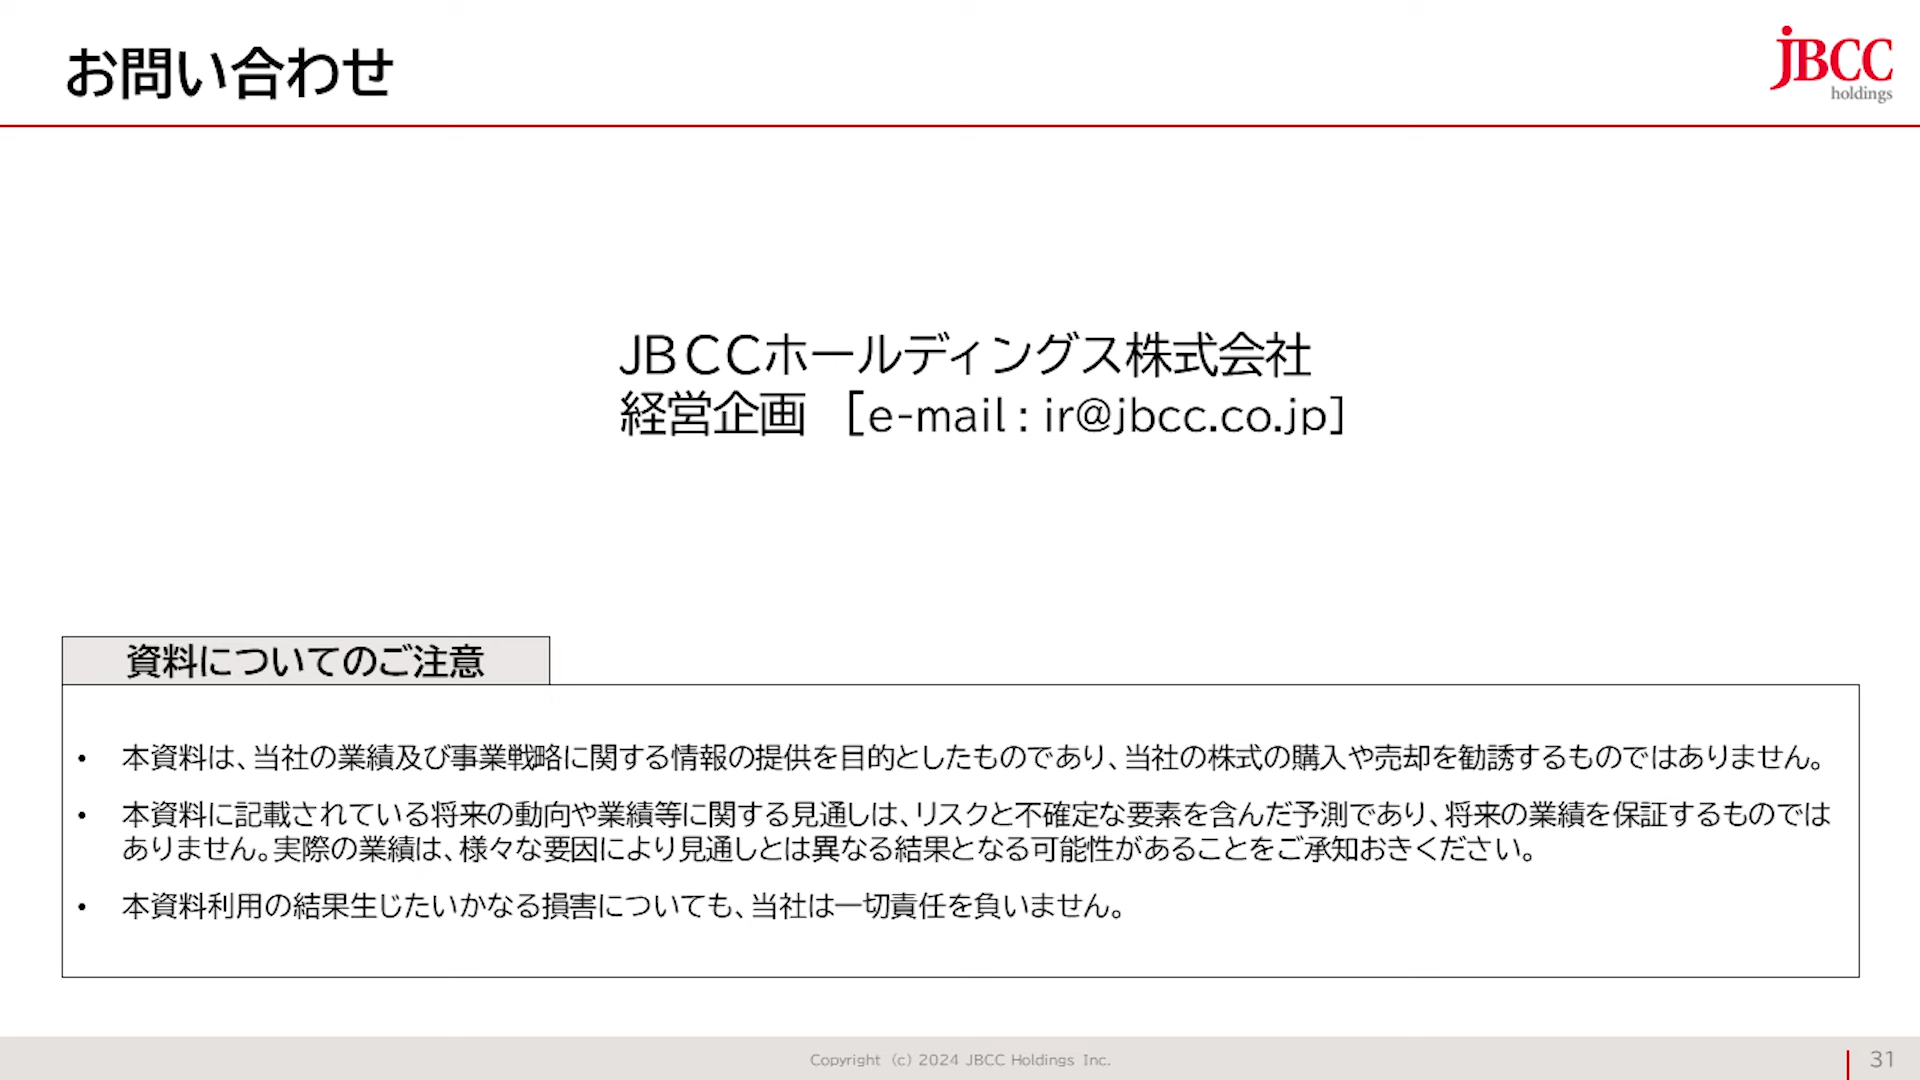 お問い合わせ
jBCC
holdings
JBCCホールディングス株式会社
経営企画 [e-mail : ir@jbcc.co.jp]
資料についてのご注意
• 本資料は、当社の業績及び事業戦略に関する情報の提供を目的としたものであり、当社の株式の購入や売却を勧誘するものではありません。
• 本資料に記載されている将来の動向や業績等に関する見通しは、リスクと不確定な要素を含んだ予測であり、将来の業績を保証するものでは
ありません。実際の業績は、様々な要因により見通しとは異なる結果となる可能性があることをご承知おきください。
• 本資料利用の結果生じたいかなる損害についても、当社は一切責任を負いません。
Copyright (c) 2024 JBCC Holdings Inc.
31